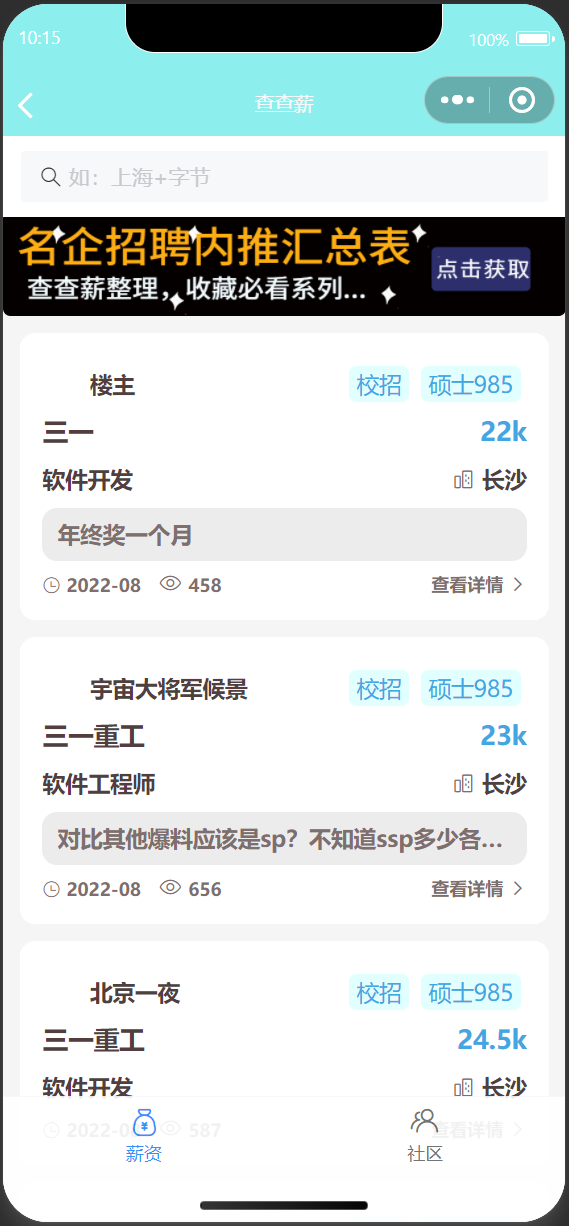 10:15 100%
查查薪
如：上海+字节
名企招聘内推汇总表
查查薪整理，收藏必看系列... 点击获取
楼主 校招 硕士985
三一 22k
软件开发 长沙
年终奖一个月
2022-08 458 查看详情
宇宙大将军候景 校招 硕士985
三一重工 23k
软件工程师 长沙
对比其他爆料应该是sp？不知道ssp多少各...
2022-08 656 查看详情
北京一夜 校招 硕士985
三一重工 24.5k
软件开发 长沙
2022-0 587 查看详情
薪资 社区